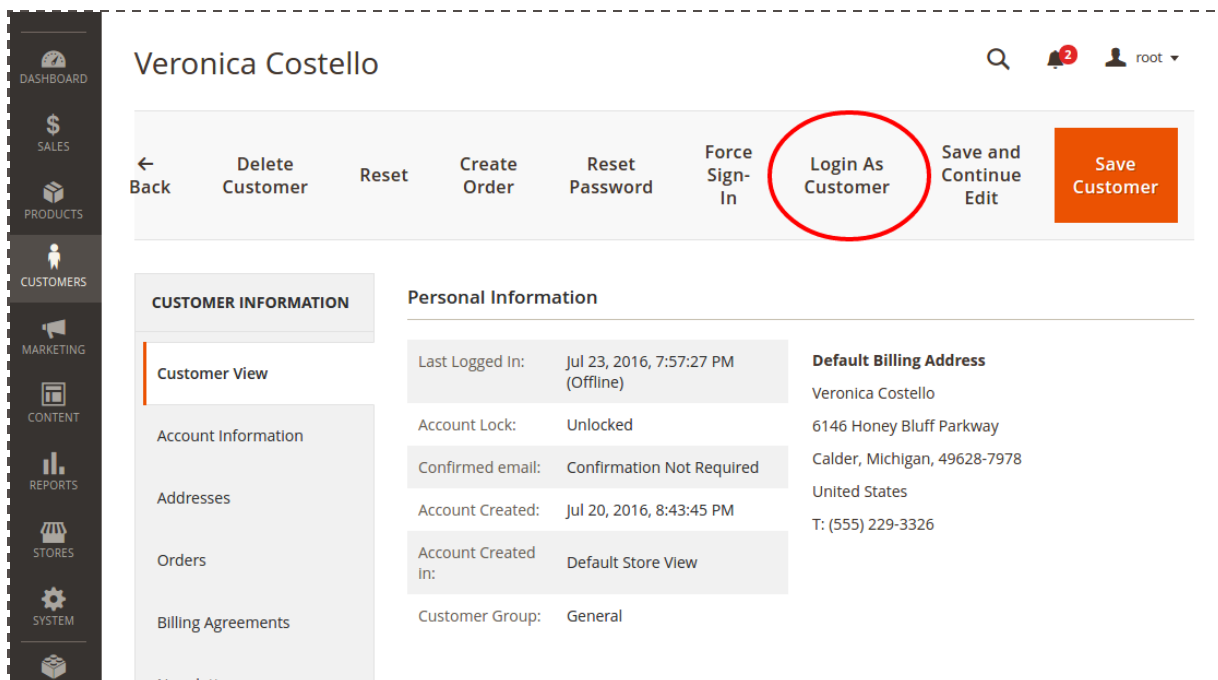 Veronica Costello
2
root
DASHBOARD
SALES
PRODUCTS
CUSTOMERS
MARKETING
CONTENT
REPORTS
STORES
SYSTEM
← Back
Delete
Customer
Reset
Create
Order
Reset
Password
Force
Sign-
In
Login As
Customer
Save and
Continue
Edit
Save
Customer
CUSTOMER INFORMATION
Customer View
Account Information
Addresses
Orders
Billing Agreements
Personal Information
Last Logged In: Jul 23, 2016, 7:57:27 PM
(Offline)
Account Lock: Unlocked
Confirmed email: Confirmation Not Required
Account Created: Jul 20, 2016, 8:43:45 PM
Account Created
in: Default Store View
Customer Group: General
Default Billing Address
Veronica Costello
6146 Honey Bluff Parkway
Calder, Michigan, 49628-7978
United States
T: (555) 229-3326